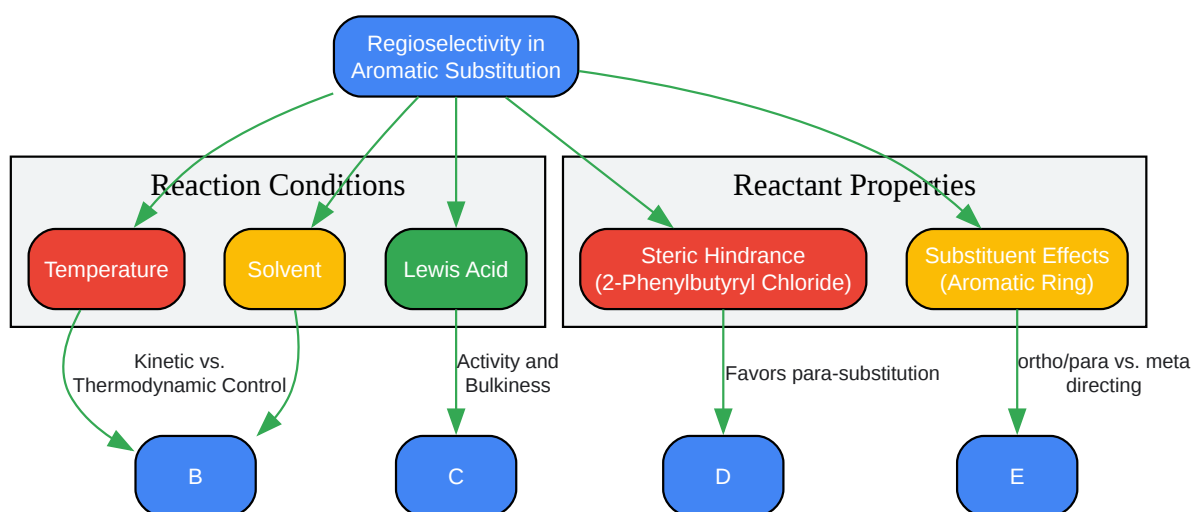 Regioselectivity in
Aromatic Substitution
Reaction Conditions
Reactant Properties
Temperature
Solvent
Lewis Acid
Steric Hindrance
(2-Phenylbutyryl Chloride)
Substituent Effects
(Aromatic Ring)
Kinetic vs.
Thermodynamic Control
Activity and
Bulkiness
Favors para-substitution
ortho/para vs. meta
directing
B
C
D
E